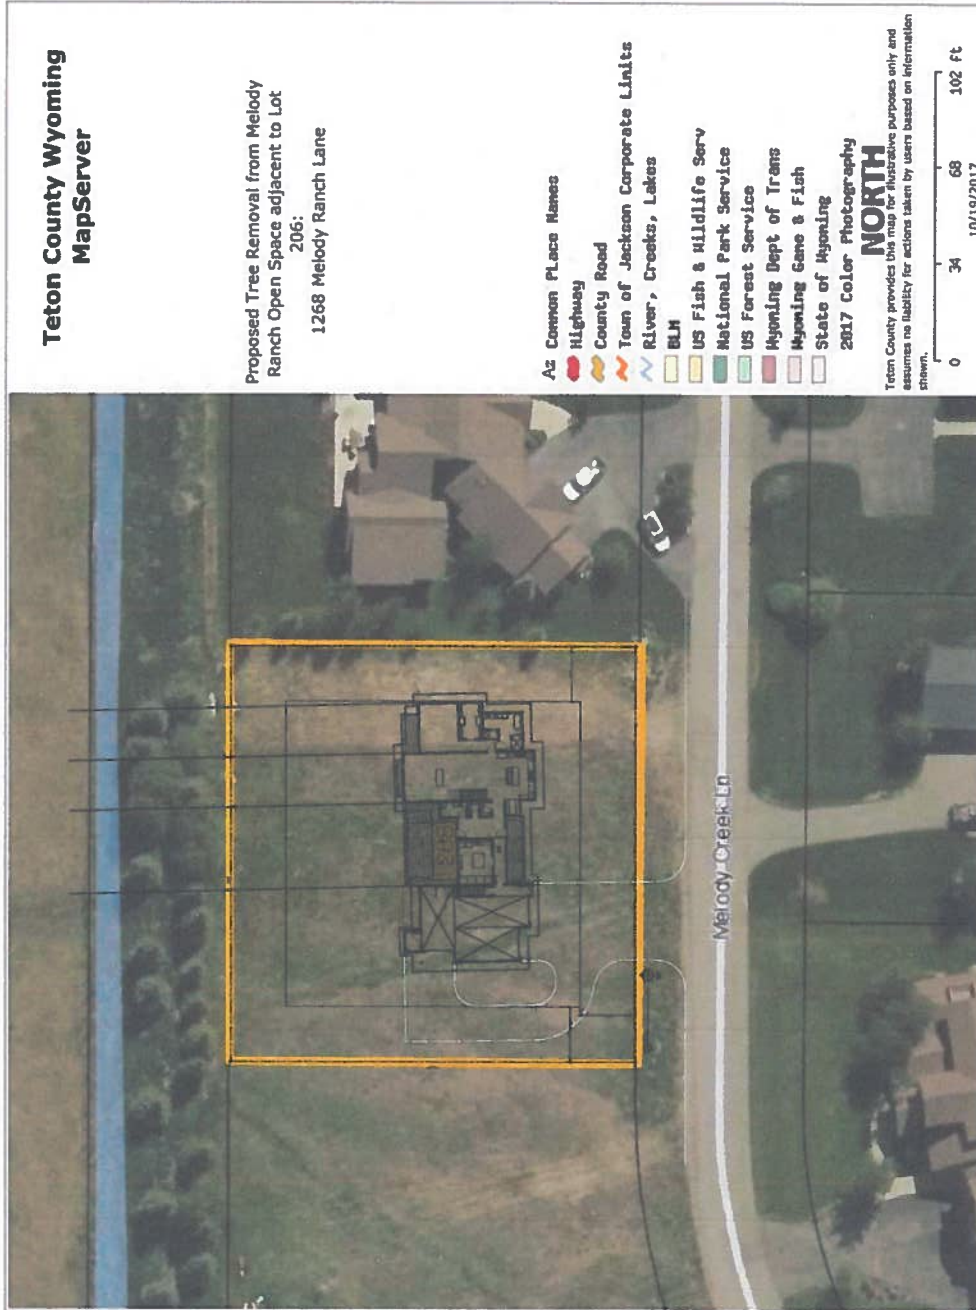 Teton County Wyoming
MapServer
Proposed Tree Removal from Melody
Ranch Open Space adjacent to Lot
206:
1268 Melody Ranch Lane
Az Common PLace Names
Highway
County Road
Town of Jackson Corporate Limits
River, Creeks, Lakes
BLM
US Fish & Wildlife Serv
National Park Service
US Forest Service
Wyoming Dept of Trans
Wyoming Game & Fish
State of Wyoming
2017 Color Photography
NORTH
Teton County provides this map for illustrative purposes only and
assumes no liability for actions taken by users based on information
shown.
0 34 68 102 ft
10/19/2017
Melody Creek Ln